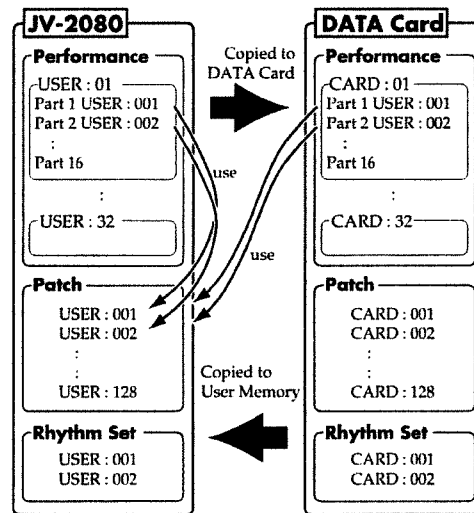 JV-2080
Performance
USER : 01
Part 1 USER : 001
Part 2 USER : 002
:
Part 16
:
USER : 32
Patch
USER : 001
USER : 002
:
:
USER : 128
Rhythm Set
USER : 001
USER : 002
Copied to
DATA Card
use
use
Copied to
User Memory
DATA Card
Performance
CARD : 01
Part 1 USER : 001
Part 2 USER : 002
:
Part 16
:
CARD : 32
Patch
CARD : 001
CARD : 002
:
:
CARD : 128
Rhythm Set
CARD : 001
CARD : 002